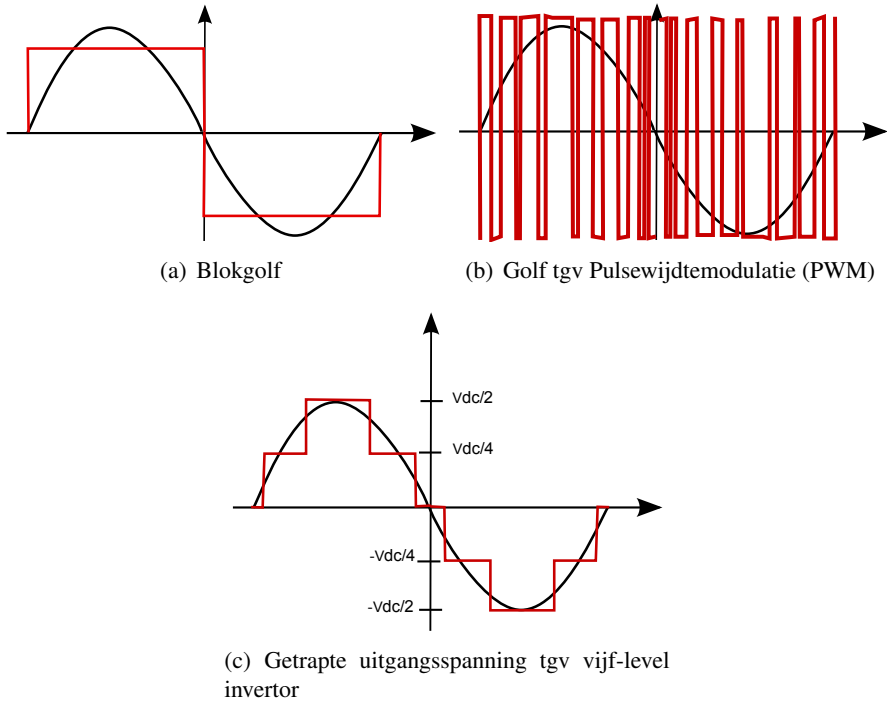 (a) Blokgolf
(b) Golf tgv Pulsewijdtemodulatie (PWM)
Vdc/2
Vdc/4
-Vdc/4
-Vdc/2
(c) Getrapte uitgangsspanning tgv vijf-level
invertor